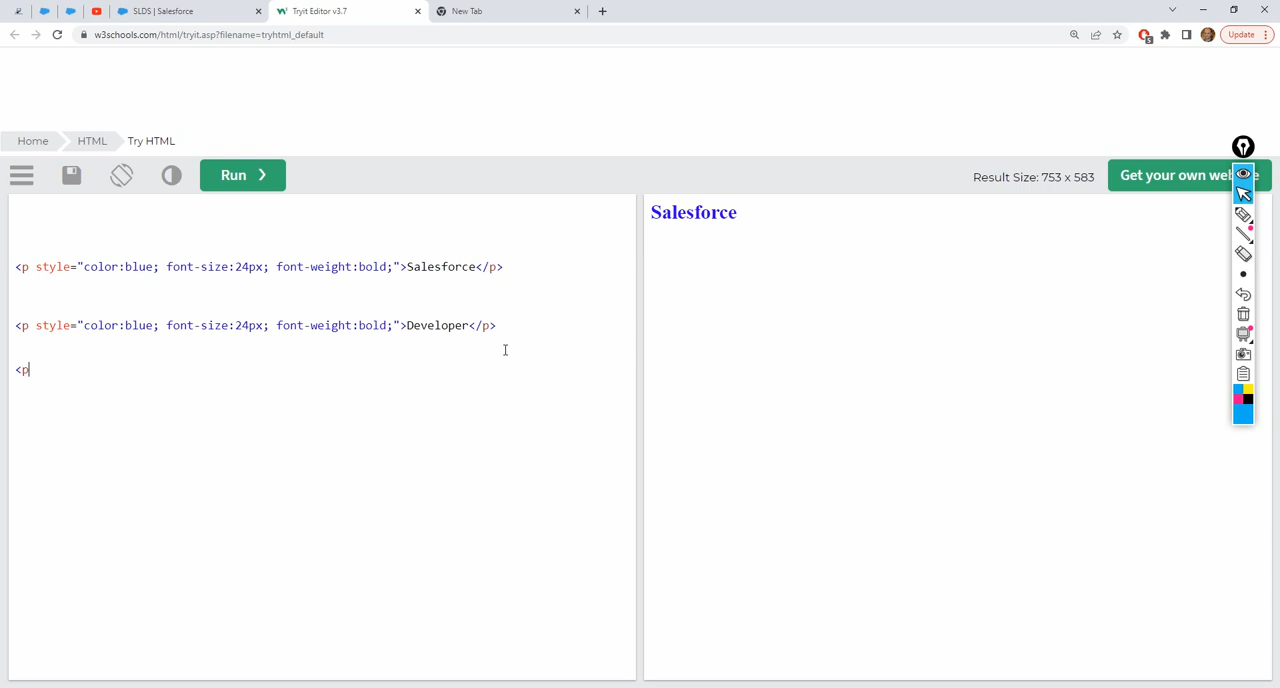 SLDS | Salesforce
Tryit Editor v3.7
New Tab
w3schools.com/html/tryit.asp?filename=tryhtml_default
5
Update
Home
HTML
Try HTML
Run ❯
Result Size: 753 x 583
Get your own we e
<p style="color:blue; font-size:24px; font-weight:bold;">Salesforce</p>
<p style="color:blue; font-size:24px; font-weight:bold;">Developer</p>
<p
Salesforce